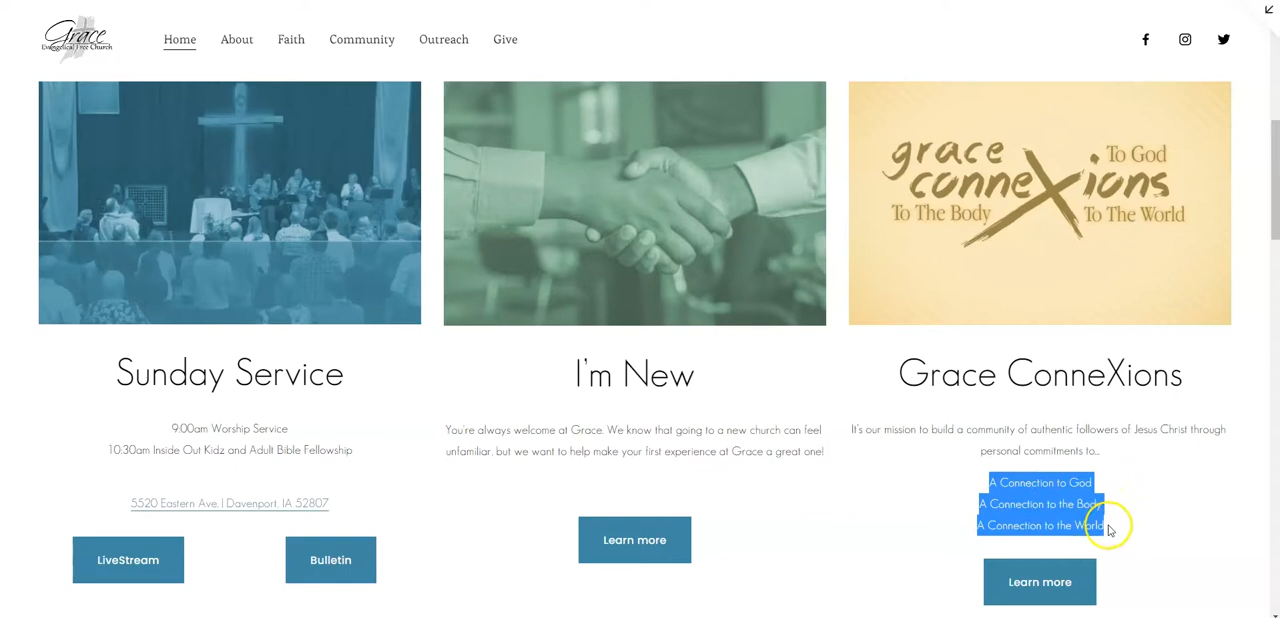 Grace
Evangelical Free Church
Home
About
Faith
Community
Outreach
Give
grace
conneXions
To God
To The Body
To The World
Sunday Service
9:00am Worship Service
10:30am Inside Out Kidz and Adult Bible Fellowship
5520 Eastern Ave. | Davenport, IA 52807
LiveStream
Bulletin
I'm New
You're always welcome at Grace. We know that going to a new church can feel
unfamiliar, but we want to help make your first experience at Grace a great one!
Learn more
Grace ConneXions
It's our mission to build a community of authentic followers of Jesus Christ through
personal commitments to...
A Connection to God
A Connection to the Body
A Connection to the World
Learn more